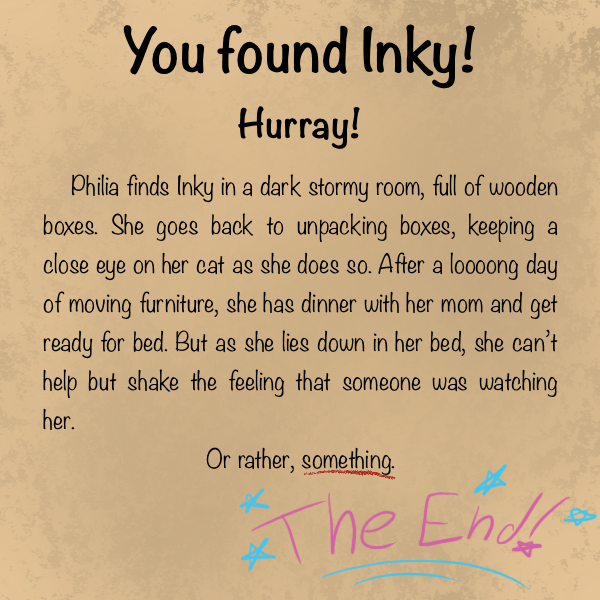 You found Inky!
Hurray!
Philia finds Inky in a dark stormy room, full of wooden
boxes. She goes back to unpacking boxes, keeping a
close eye on her cat as she does so. After a loooong day
of moving furniture, she has dinner with her mom and get
ready for bed. But as she lies down in her bed, she can't
help but shake the feeling that someone was watching
her.
Or rather, something.
The End!